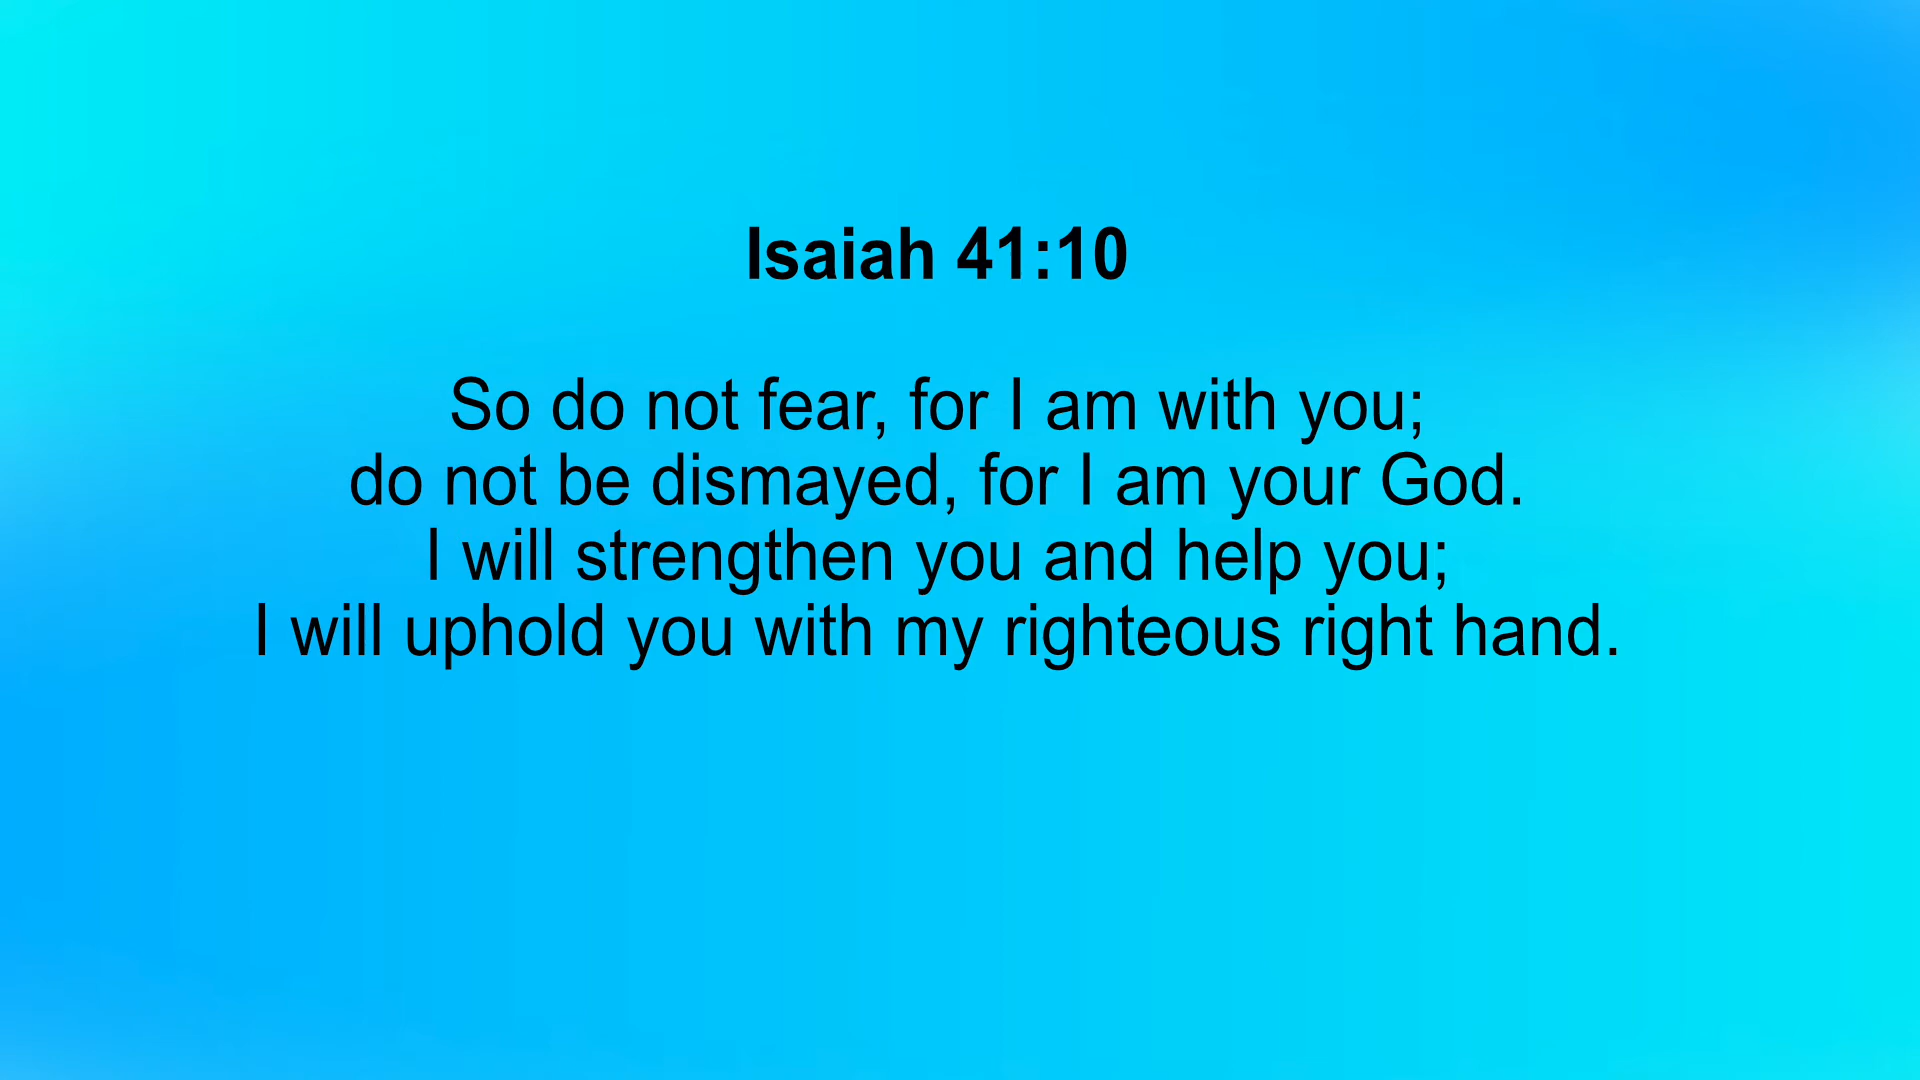 Isaiah 41:10
So do not fear, for I am with you;
do not be dismayed, for I am your God.
I will strengthen you and help you;
I will uphold you with my righteous right hand.